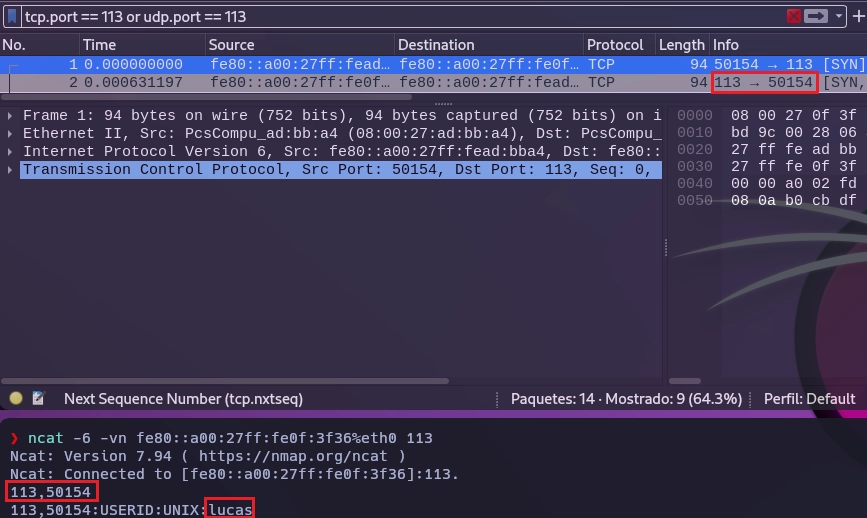 tcp.port == 113 or udp.port == 113
No. Time Source Destination Protocol Length Info
1 0.000000000 fe80::a00:27ff:fead… fe80::a00:27ff:fe0f… TCP 94 50154 → 113 [SYN]
2 0.000631197 fe80::a00:27ff:fe0f… fe80::a00:27ff:fead… TCP 94 113 → 50154 [SYN,
Frame 1: 94 bytes on wire (752 bits), 94 bytes captured (752 bits) on i
Ethernet II, Src: PcsCompu_ad:bb:a4 (08:00:27:ad:bb:a4), Dst: PcsCompu_
Internet Protocol Version 6, Src: fe80::a00:27ff:fead:bba4, Dst: fe80::
Transmission Control Protocol, Src Port: 50154, Dst Port: 113, Seq: 0,
0000 08 00 27 0f 3f
0010 bd 9c 00 28 06
0020 27 ff fe ad bb
0030 27 ff fe 0f 3f
0040 00 00 a0 02 fd
0050 08 0a b0 cb df
Next Sequence Number (tcp.nxtseq) Paquetes: 14 · Mostrado: 9 (64.3%) Perfil: Default
❯ ncat -6 -vn fe80::a00:27ff:fe0f:3f36%eth0 113
Ncat: Version 7.94 ( https://nmap.org/ncat )
Ncat: Connected to [fe80::a00:27ff:fe0f:3f36]:113.
113,50154
113,50154:USERID:UNIX:lucas